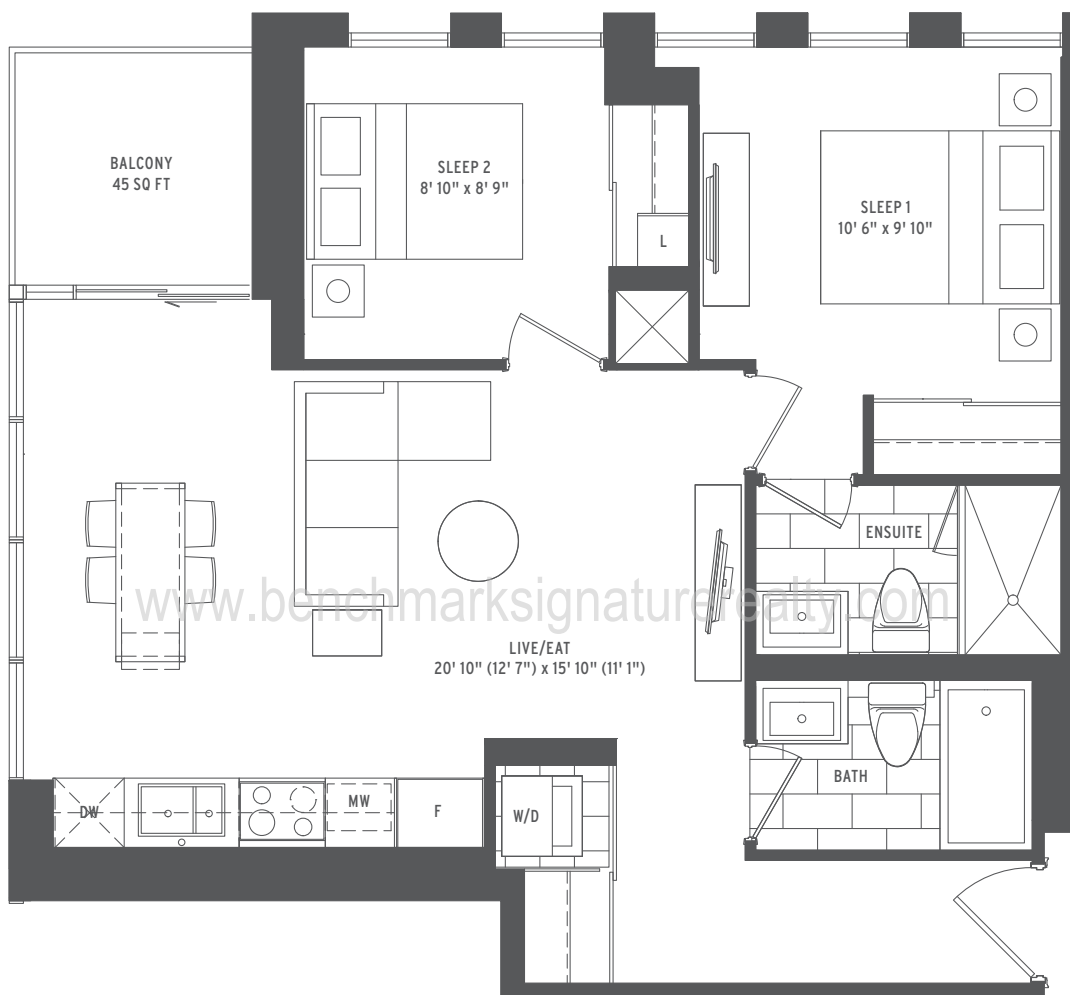 BALCONY
45 SQ FT
SLEEP 2
8' 10" x 8' 9"
L
SLEEP 1
10' 6" x 9' 10"
ENSUITE
www.benchmarksignaturerealty.com
LIVE/EAT
20' 10" (12' 7") x 15' 10" (11' 1")
BATH
DW
MW
F
W/D